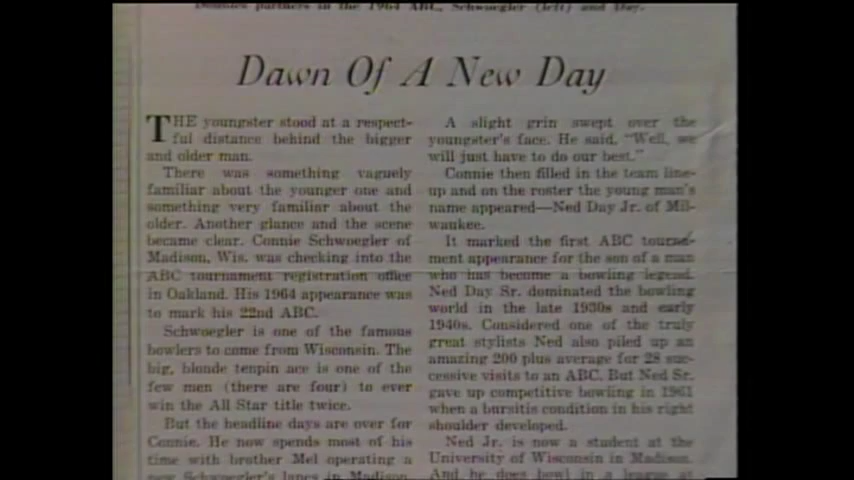 Doubles partners in the 1964 ABC, Schwoegler (left) and Day.
Dawn Of A New Day
THE youngster stood at a respect-
ful distance behind the bigger
and older man.
There was something vaguely
familiar about the younger one and
something very familiar about the
older. Another glance and the scene
became clear. Connie Schwoegler of
Madison, Wis. was checking into the
ABC tournament registration office
in Oakland. His 1964 appearance was
to mark his 22nd ABC.
Schwoegler is one of the famous
bowlers to come from Wisconsin. The
big, blonde tenpin ace is one of the
few men (there are four) to ever
win the All Star title twice.
But the headline days are over for
Connie. He now spends most of his
time with brother Mel operating a
new Schwoegler's lanes in Madison.
A slight grin swept over the
youngster's face. He said, "Well, we
will just have to do our best."
Connie then filled in the team line-
up and on the roster the young man's
name appeared—Ned Day Jr. of Mil-
waukee.
It marked the first ABC tourna-
ment appearance for the son of a man
who has become a bowling legend.
Ned Day Sr. dominated the bowling
world in the late 1930s and early
1940s. Considered one of the truly
great stylists Ned also piled up an
amazing 200 plus average for 28 suc-
cessive visits to an ABC. But Ned Sr.
gave up competitive bowling in 1961
when a bursitis condition in his right
shoulder developed.
Ned Jr. is now a student at the
University of Wisconsin in Madison.
And he does bowl in a league at